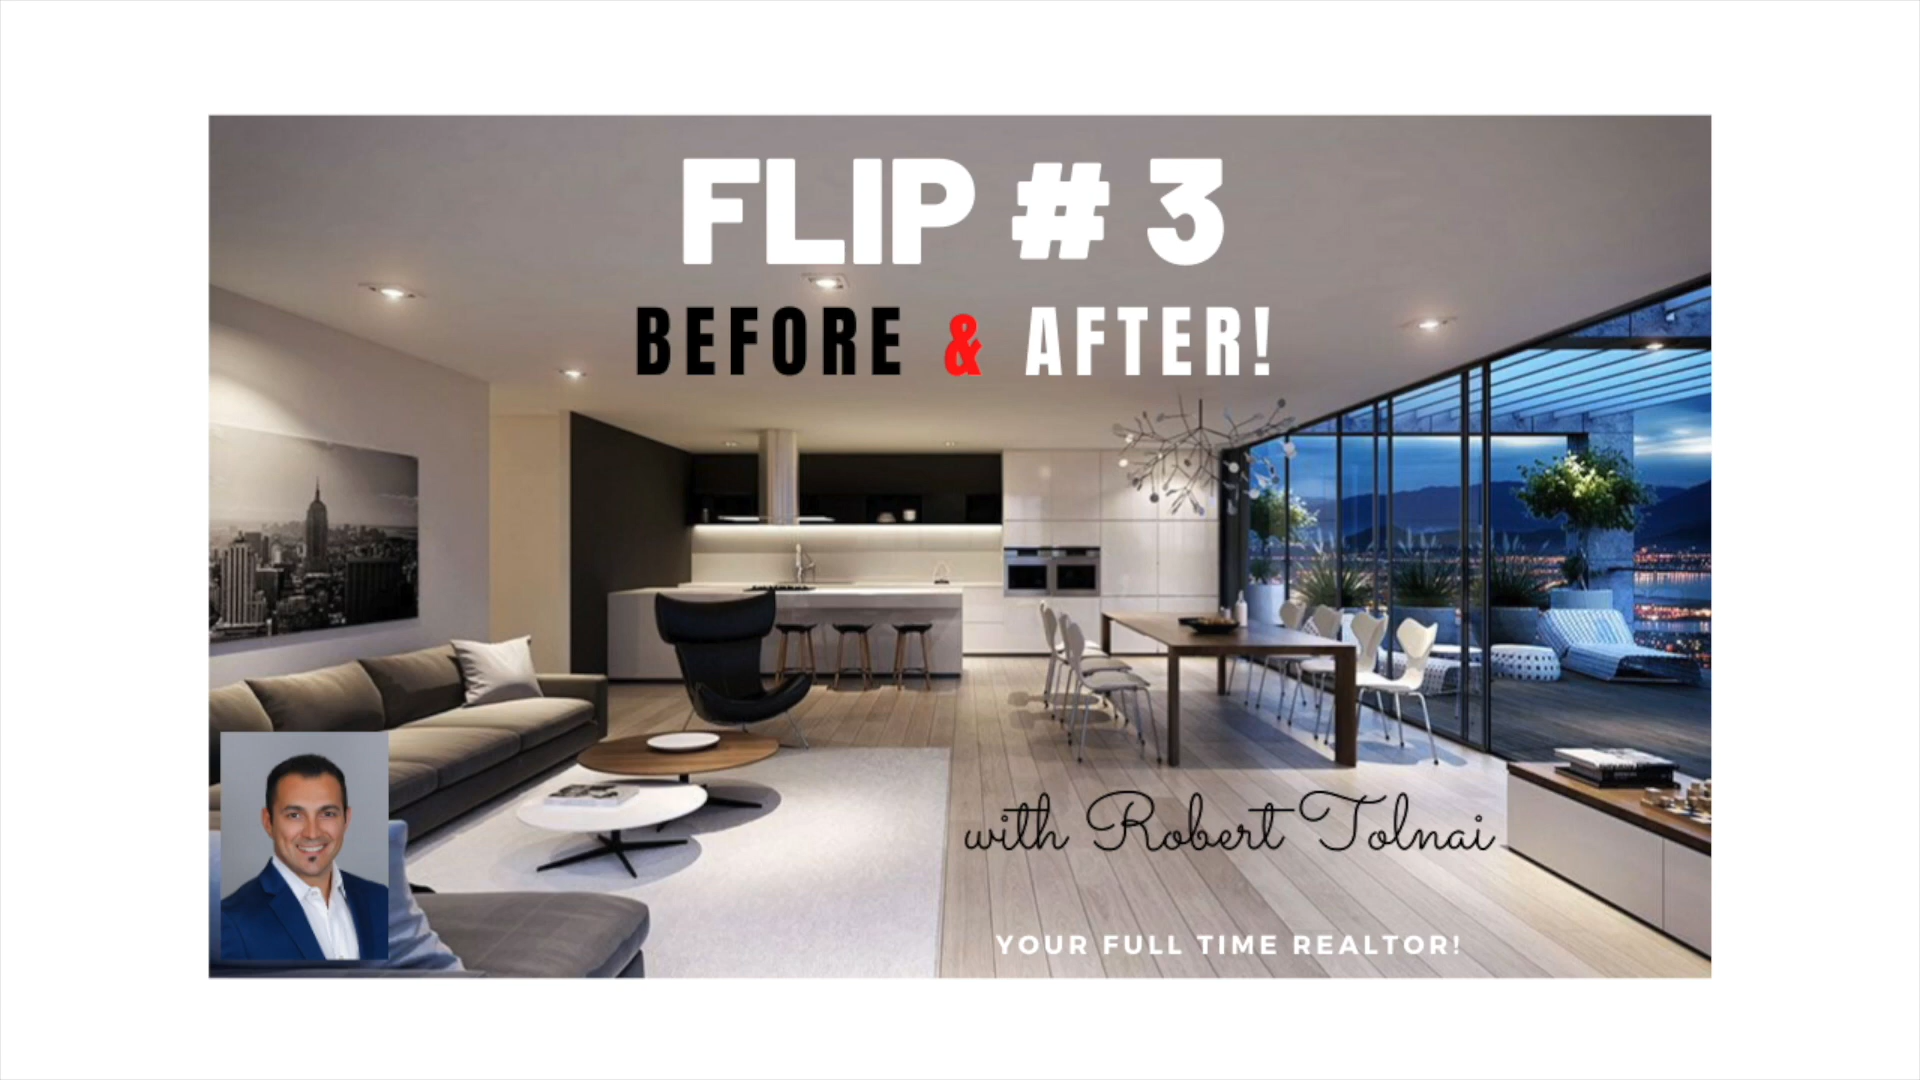 FLIP # 3
BEFORE & AFTER!
with Robert Tolnai
YOUR FULL TIME REALTOR!